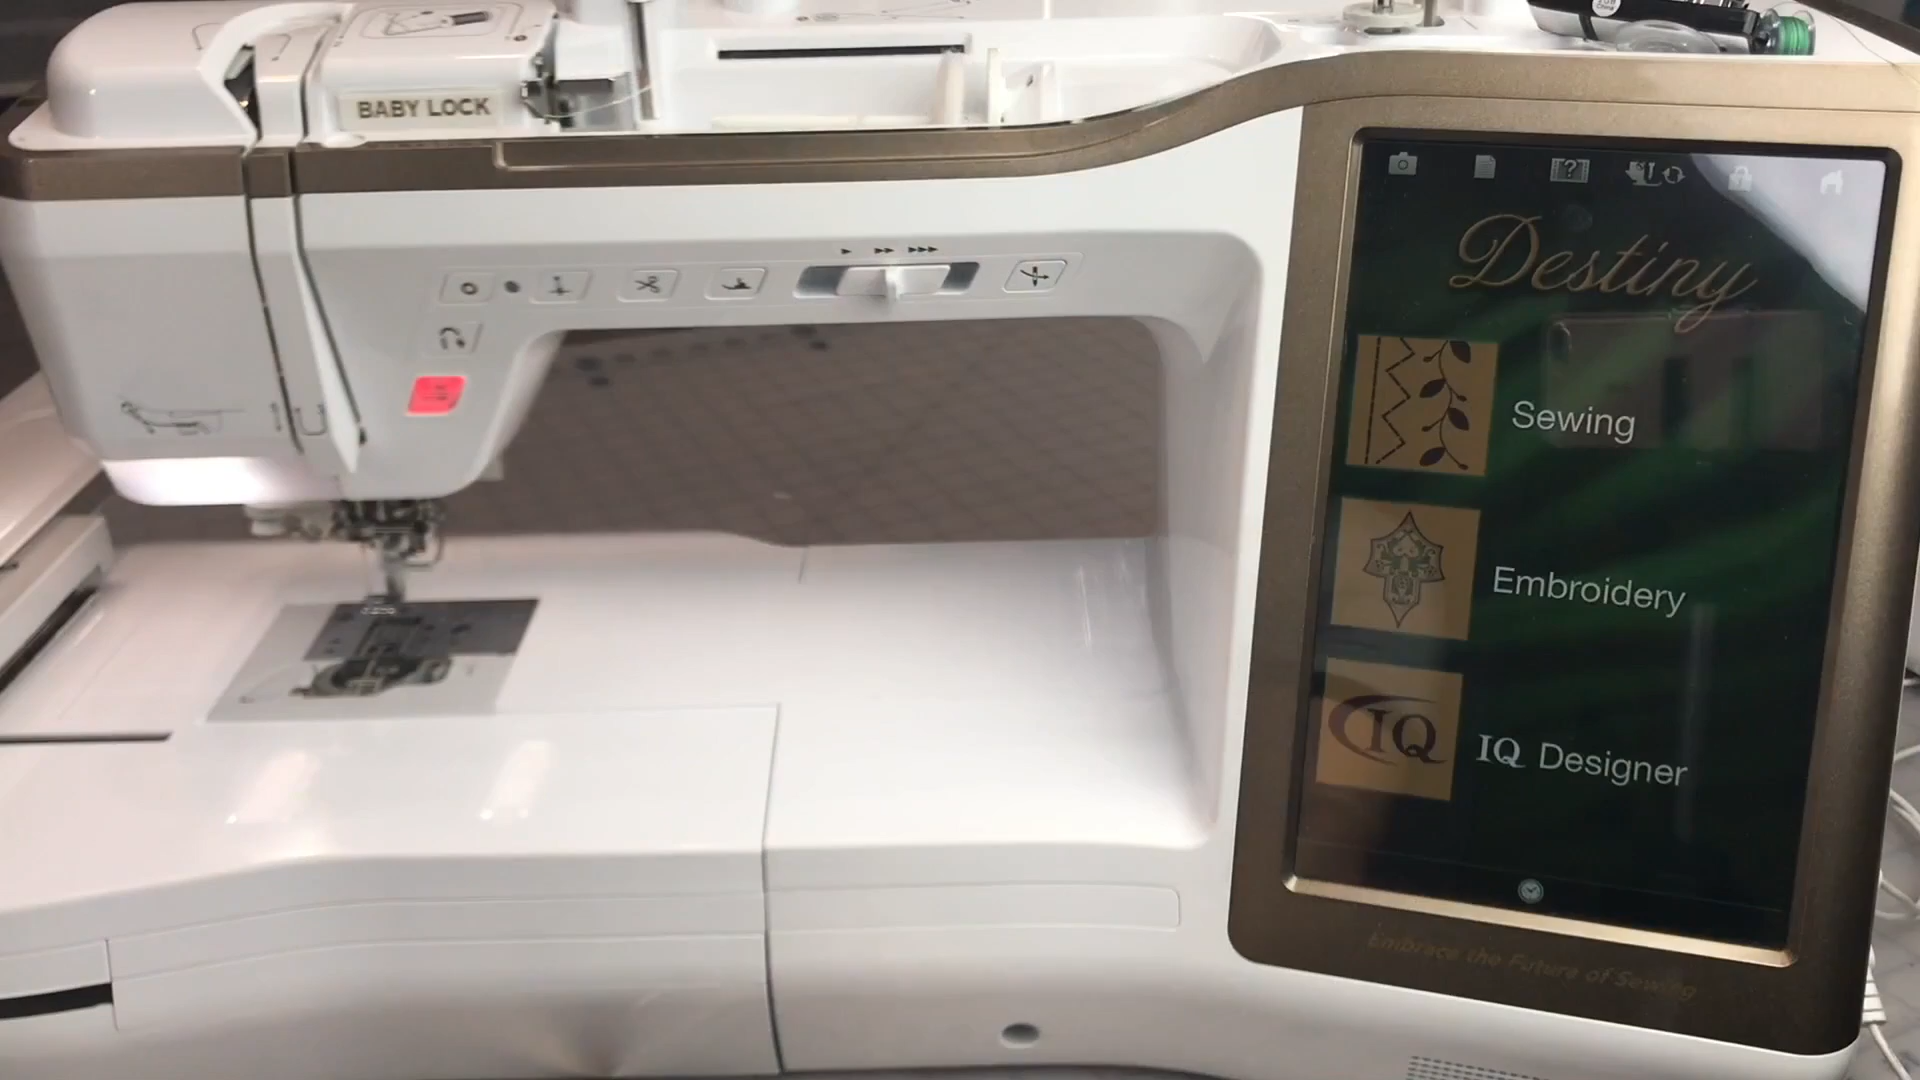 BABY LOCK
Destiny
Sewing
Embroidery
IQ
IQ Designer
Embrace the Future of Sewing